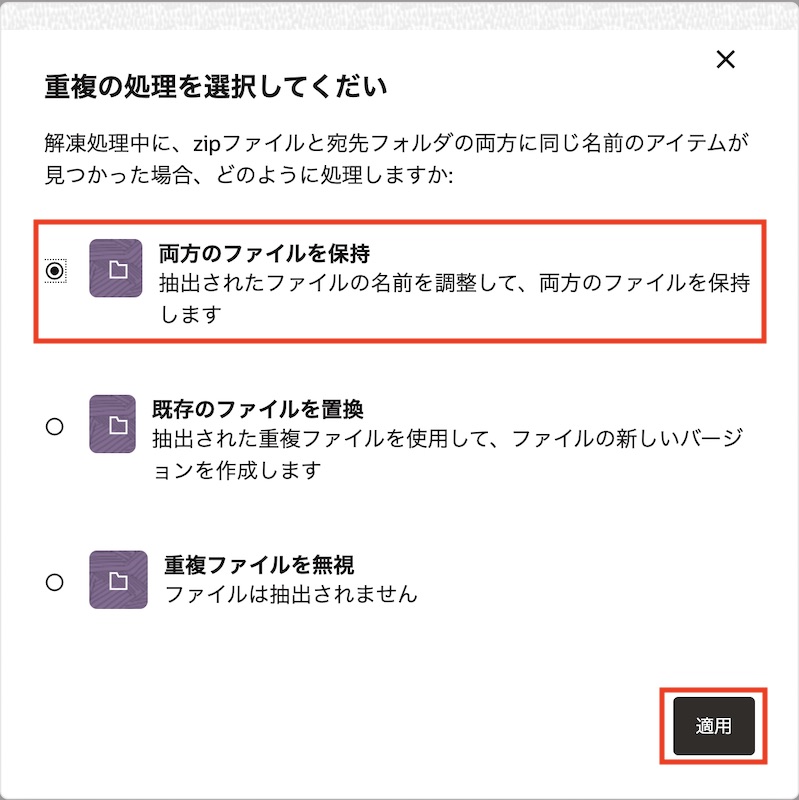 重複の処理を選択してくだい
解凍処理中に、zipファイルと宛先フォルダの両方に同じ名前のアイテムが
見つかった場合、どのように処理しますか:
両方のファイルを保持
抽出されたファイルの名前を調整して、両方のファイルを保持
します
既存のファイルを置換
抽出された重複ファイルを使用して、ファイルの新しいバージ
ョンを作成します
重複ファイルを無視
ファイルは抽出されません
適用